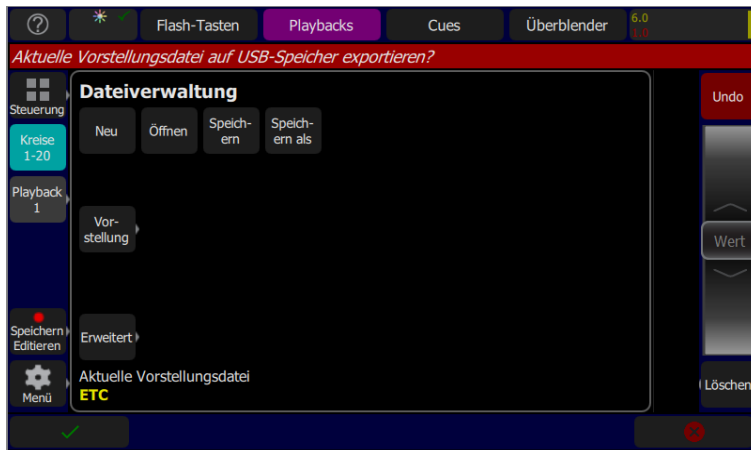 ?
Flash-Tasten
Playbacks
Cues
Überblender
6.0
1.0
Aktuelle Vorstellungsdatei auf USB-Speicher exportieren?
Steuerung
Dateiverwaltung
Undo
Neu
Öffnen
Speich-
ern
Speich-
ern als
Kreise
1-20
Playback
1
Vor-
stellung
Wert
Speichern
Editieren
Erweitert
Menü
Aktuelle Vorstellungsdatei
ETC
Löschen